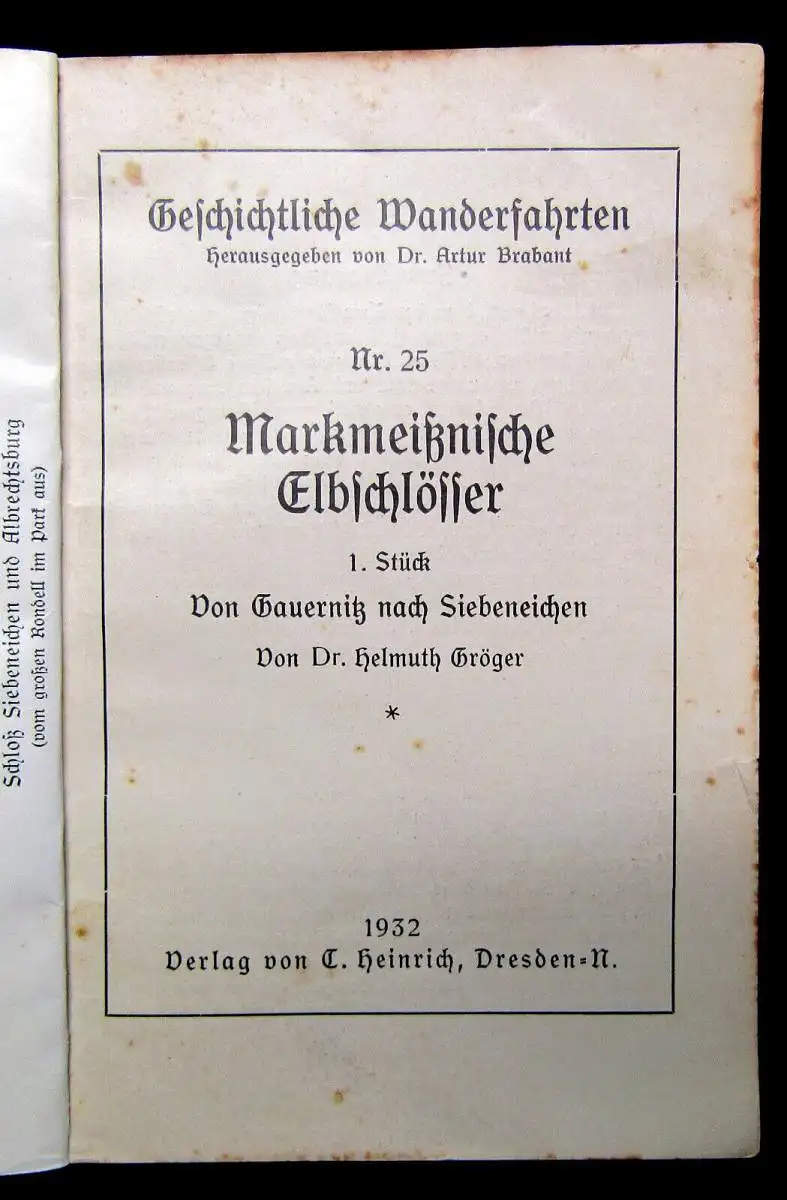 Schloß Siebeneichen und Albrechtsburg
(vom großen Rondell im Park aus)
Geschichtliche Wanderfahrten
Herausgegeben von Dr. Artur Brabant
Nr. 25
Markmeißnische
Elbschlösser
1. Stück
Von Gauernitz nach Siebeneichen
Von Dr. Helmuth Gröger
*
1932
Verlag von C. Heinrich, Dresden=N.